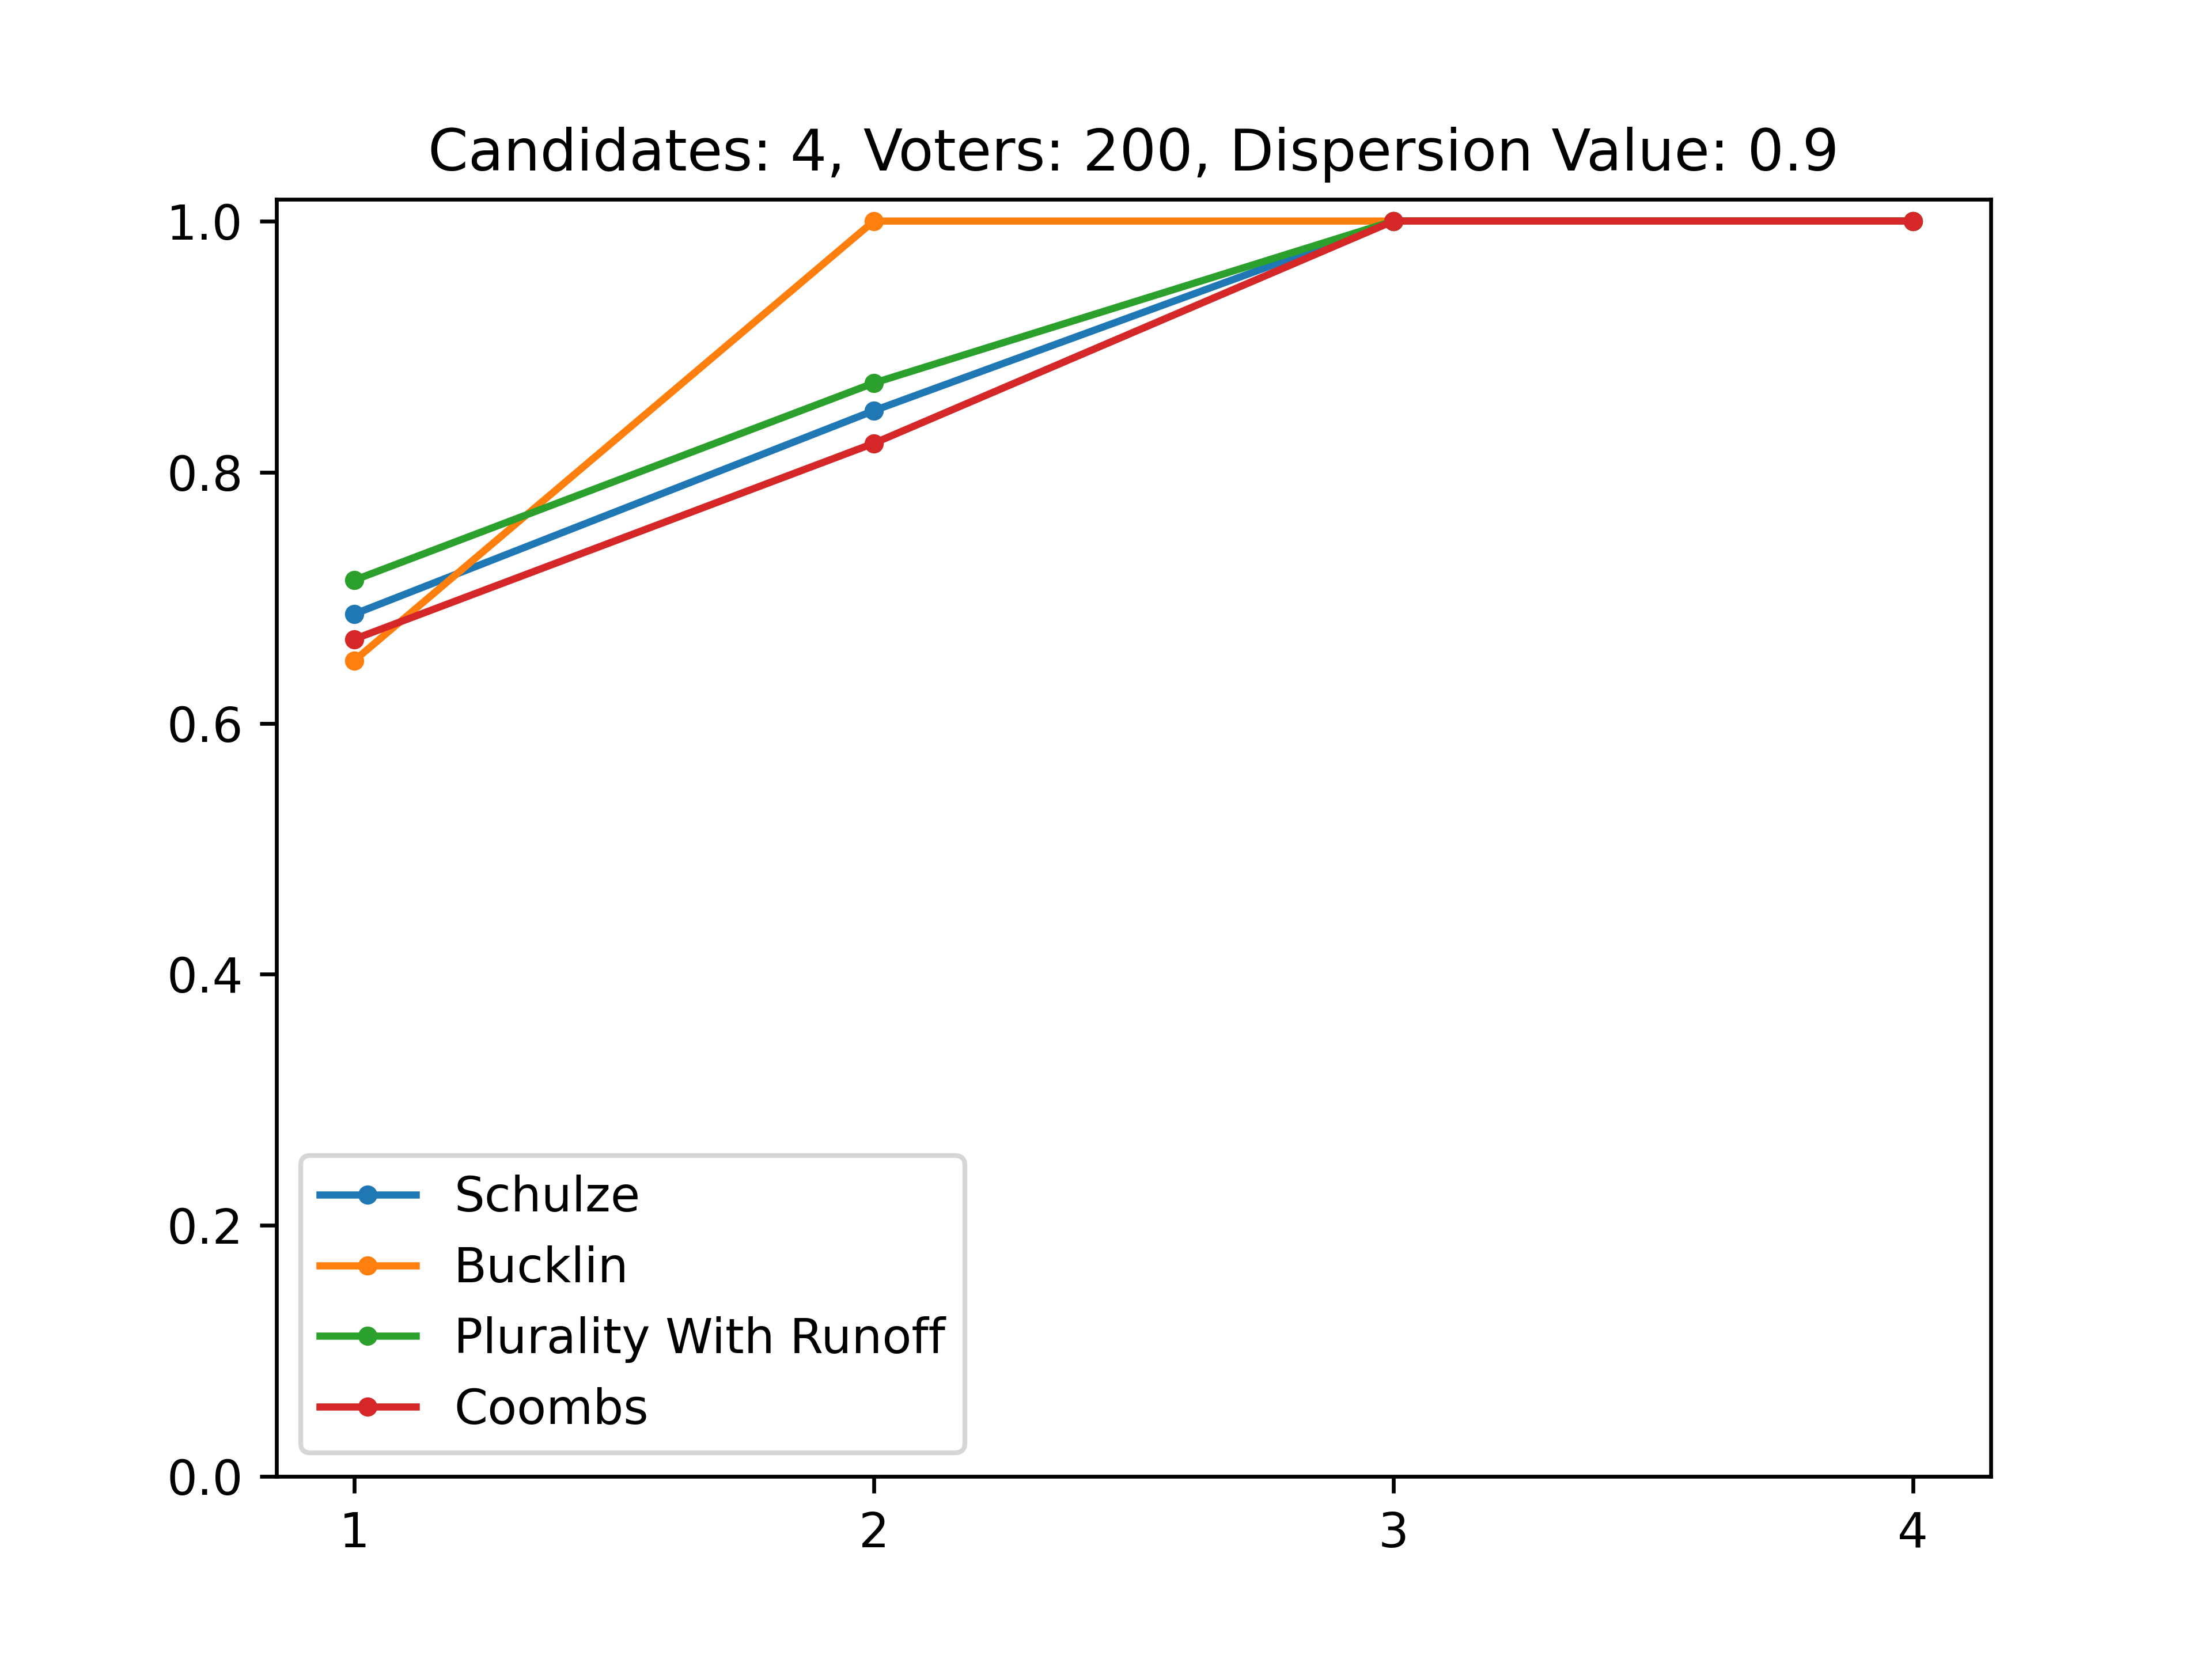 Candidates: 4, Voters: 200, Dispersion Value: 0.9
1.0
0.8
0.6
0.4
0.2
0.0
Schulze
Bucklin
Plurality With Runoff
Coombs
1 2 3 4